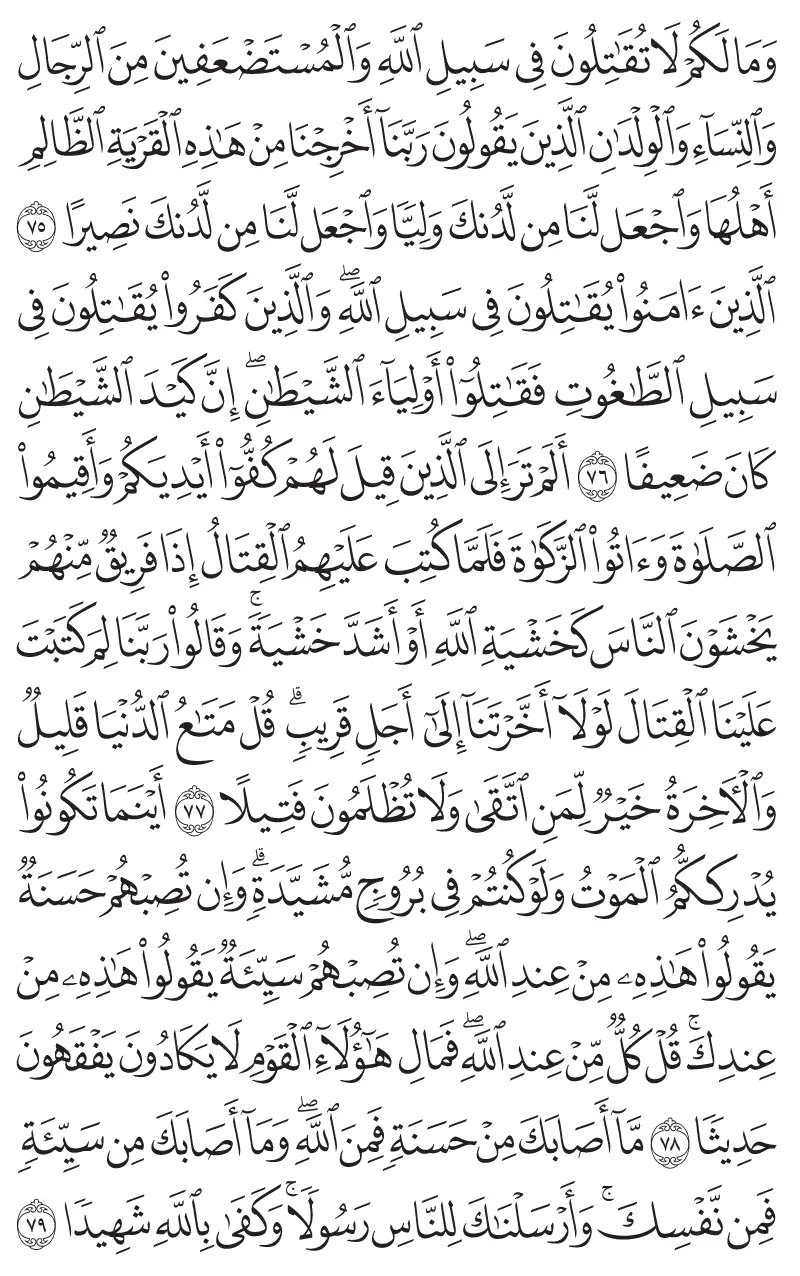 وَمَا لَكُمْ لَا تُقَٰتِلُونَ فِى سَبِيلِ ٱللَّهِ وَٱلْمُسْتَضْعَفِينَ مِنَ ٱلرِّجَالِ
وَٱلنِّسَآءِ وَٱلْوِلْدَٰنِ ٱلَّذِينَ يَقُولُونَ رَبَّنَآ أَخْرِجْنَا مِنْ هَٰذِهِ ٱلْقَرْيَةِ ٱلظَّالِمِ
أَهْلُهَا وَٱجْعَل لَّنَا مِن لَّدُنكَ وَلِيًّا وَٱجْعَل لَّنَا مِن لَّدُنكَ نَصِيرًا ٧٥
ٱلَّذِينَ ءَامَنُوا۟ يُقَٰتِلُونَ فِى سَبِيلِ ٱللَّهِ ۖ وَٱلَّذِينَ كَفَرُوا۟ يُقَٰتِلُونَ فِى
سَبِيلِ ٱلطَّٰغُوتِ فَقَٰتِلُوٓا۟ أَوْلِيَآءَ ٱلشَّيْطَٰنِ ۖ إِنَّ كَيْدَ ٱلشَّيْطَٰنِ
كَانَ ضَعِيفًا ٧٦ أَلَمْ تَرَ إِلَى ٱلَّذِينَ قِيلَ لَهُمْ كُفُّوٓا۟ أَيْدِيَكُمْ وَأَقِيمُوا۟
ٱلصَّلَوٰةَ وَءَاتُوا۟ ٱلزَّكَوٰةَ فَلَمَّا كُتِبَ عَلَيْهِمُ ٱلْقِتَالُ إِذَا فَرِيقٌ مِّنْهُمْ
يَخْشَوْنَ ٱلنَّاسَ كَخَشْيَةِ ٱللَّهِ أَوْ أَشَدَّ خَشْيَةً ۚ وَقَالُوا۟ رَبَّنَا لِمَ كَتَبْتَ
عَلَيْنَا ٱلْقِتَالَ لَوْلَآ أَخَّرْتَنَآ إِلَىٰٓ أَجَلٍ قَرِيبٍ ۗ قُلْ مَتَٰعُ ٱلدُّنْيَا قَلِيلٌ
وَٱلْءَاخِرَةُ خَيْرٌ لِّمَنِ ٱتَّقَىٰ وَلَا تُظْلَمُونَ فَتِيلًا ٧٧ أَيْنَمَا تَكُونُوا۟
يُدْرِككُّمُ ٱلْمَوْتُ وَلَوْ كُنتُمْ فِى بُرُوجٍ مُّشَيَّدَةٍ ۗ وَإِن تُصِبْهُمْ حَسَنَةٌ
يَقُولُوا۟ هَٰذِهِۦ مِنْ عِندِ ٱللَّهِ ۖ وَإِن تُصِبْهُمْ سَيِّئَةٌ يَقُولُوا۟ هَٰذِهِۦ مِنْ
عِندِكَ ۚ قُلْ كُلٌّ مِّنْ عِندِ ٱللَّهِ ۖ فَمَالِ هَٰٓؤُلَآءِ ٱلْقَوْمِ لَا يَكَادُونَ يَفْقَهُونَ
حَدِيثًا ٧٨ مَّآ أَصَابَكَ مِنْ حَسَنَةٍ فَمِنَ ٱللَّهِ ۖ وَمَآ أَصَابَكَ مِن سَيِّئَةٍ
فَمِن نَّفْسِكَ ۚ وَأَرْسَلْنَٰكَ لِلنَّاسِ رَسُولًا ۚ وَكَفَىٰ بِٱللَّهِ شَهِيدًا ٧٩